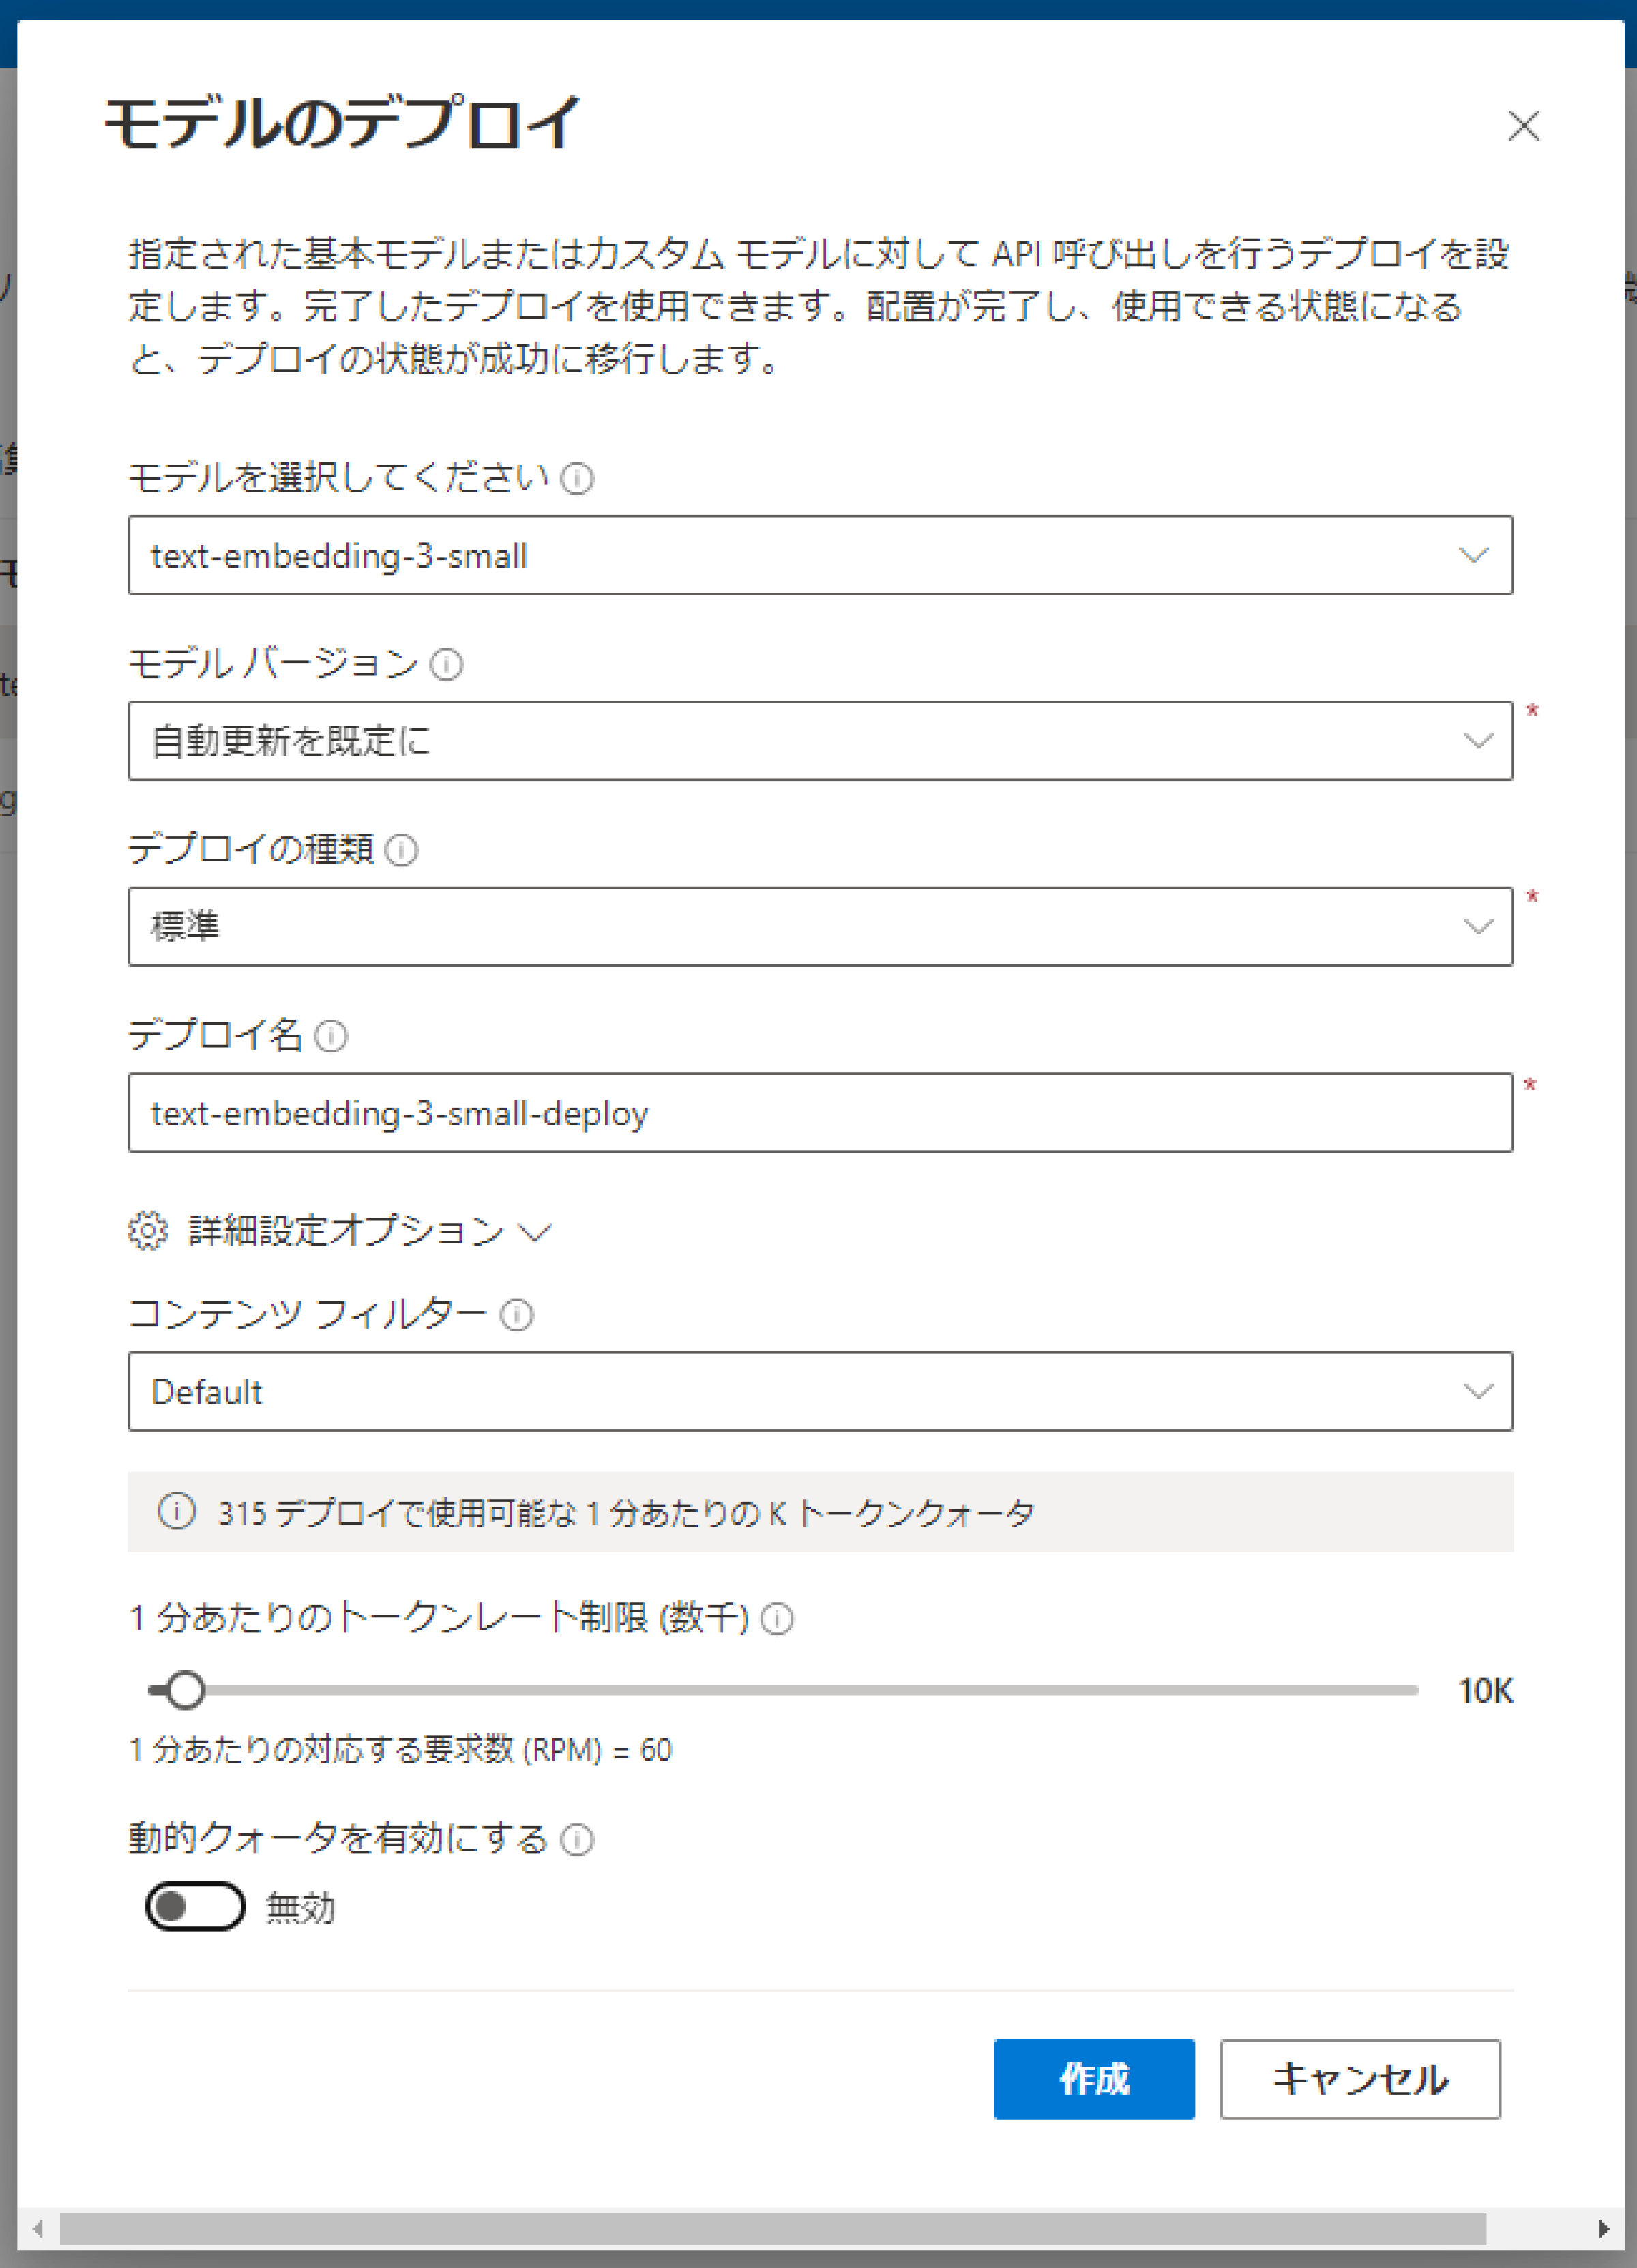 モデルのデプロイ
指定された基本モデルまたはカスタム モデルに対して API 呼び出しを行うデプロイを設
定します。完了したデプロイを使用できます。配置が完了し、使用できる状態になる
と、デプロイの状態が成功に移行します。
モデルを選択してください
text-embedding-3-small
モデル バージョン
自動更新を既定に
*
デプロイの種類
標準
*
デプロイ名
text-embedding-3-small-deploy
*
詳細設定オプション
コンテンツ フィルター
Default
315 デプロイで使用可能な 1 分あたりの K トークンクォータ
1 分あたりのトークンレート制限 (数千)
10K
1 分あたりの対応する要求数 (RPM) = 60
動的クォータを有効にする
無効
作成 キャンセル